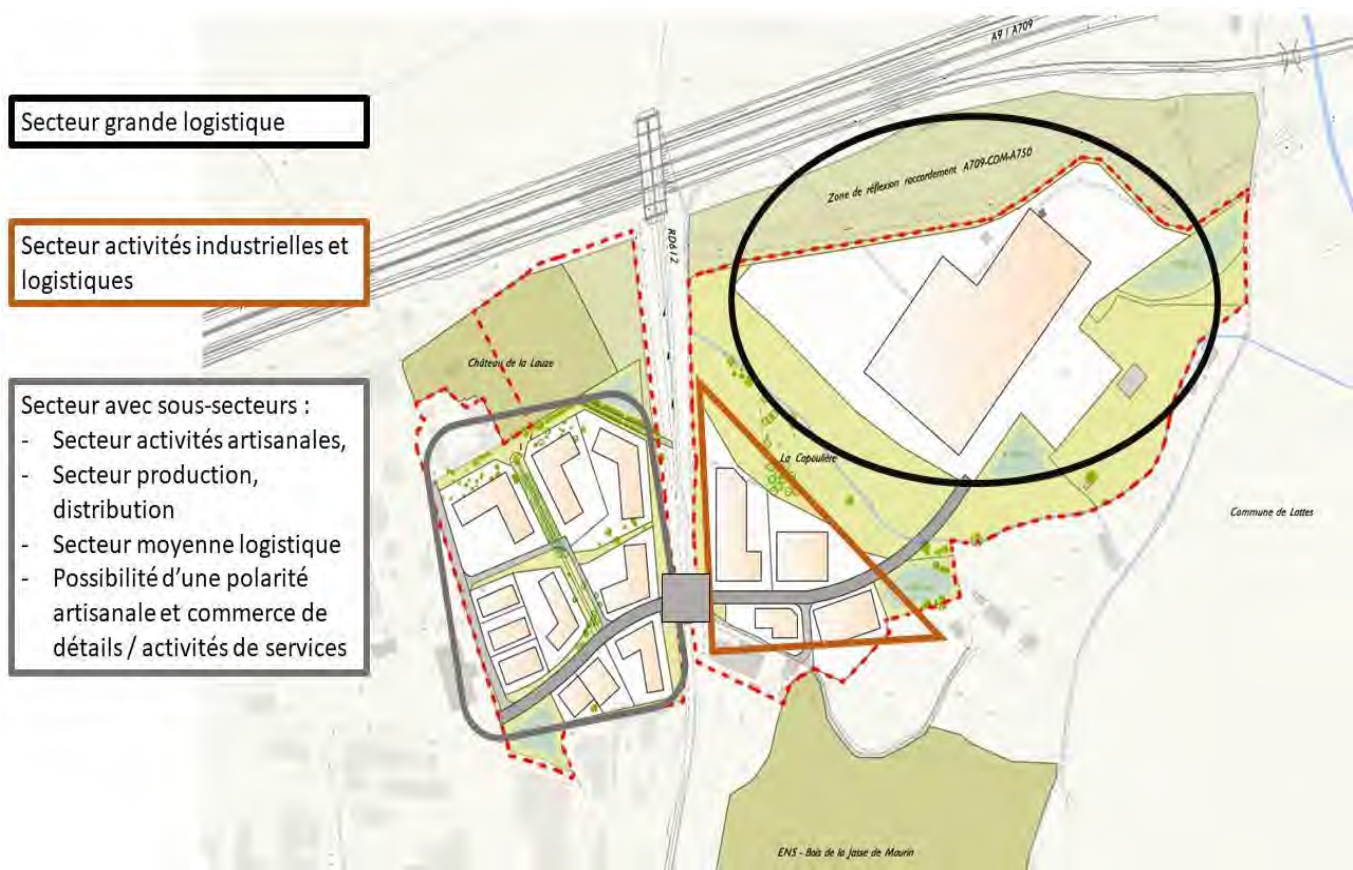 Secteur grande logistique
Secteur activités industrielles et
logistiques
Secteur avec sous-secteurs :
- Secteur activités artisanales,
- Secteur production,
distribution
- Secteur moyenne logistique
- Possibilité d'une polarité
artisanale et commerce de
détails / activités de services
A9 / A709
Zone de réflexion raccordement A709-COM-A750
RD612
Château de la Lauze
La Capoulière
Commune de Lattes
ENS - Bois de la Jasse de Maurin